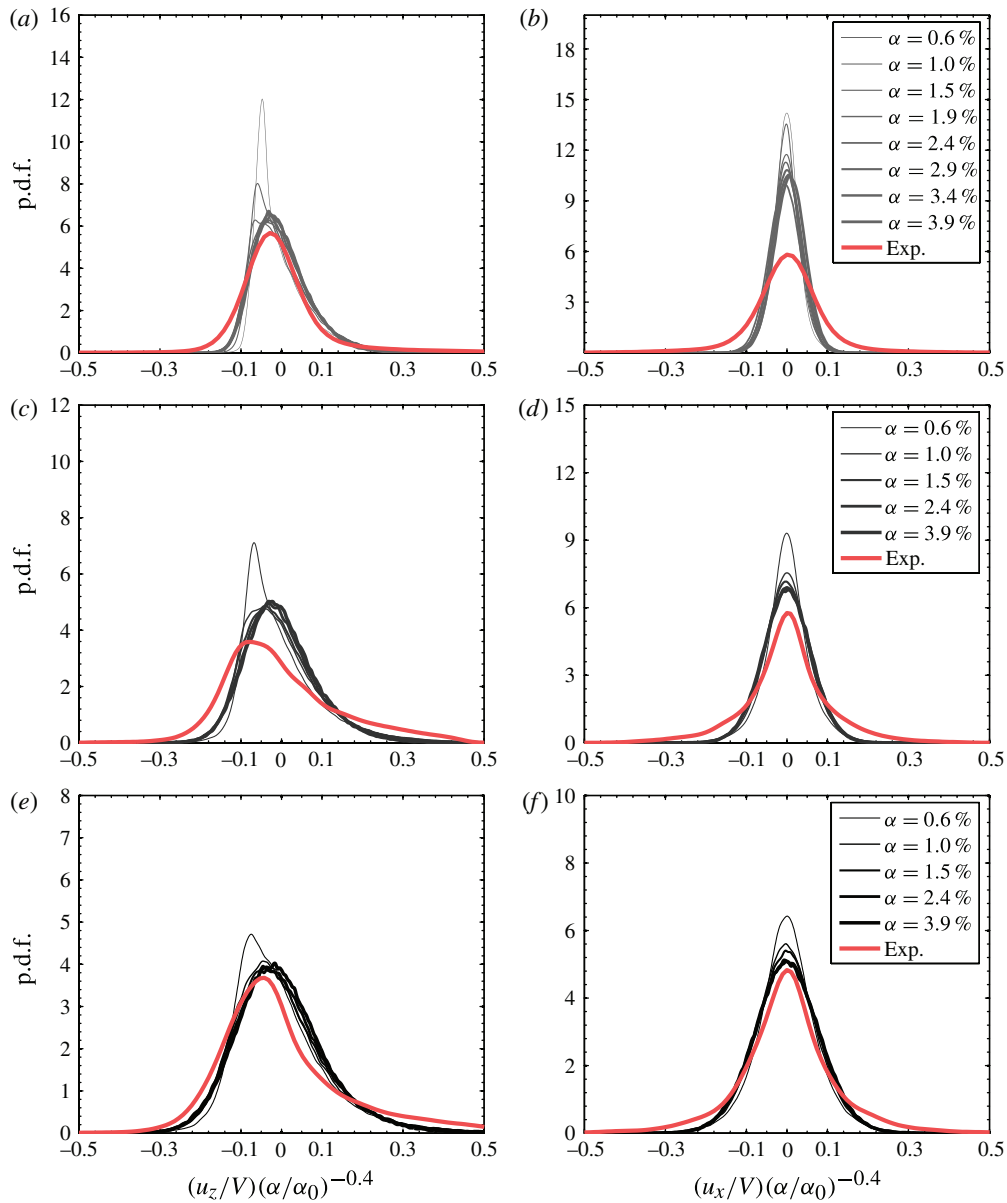 (a)
16
14
12
10
8
6
4
2
0
p.d.f.
−0.5 −0.3 −0.1 0 0.1 0.3 0.5
(b)
18
15
12
9
6
3
−0.5 −0.3 −0.1 0 0.1 0.3 0.5
α = 0.6 %
α = 1.0 %
α = 1.5 %
α = 1.9 %
α = 2.4 %
α = 2.9 %
α = 3.4 %
α = 3.9 %
Exp.
(c)
12
10
8
6
4
2
0
p.d.f.
−0.5 −0.3 −0.1 0 0.1 0.3 0.5
(d)
15
12
9
6
3
0
−0.5 −0.3 −0.1 0 0.1 0.3 0.5
α = 0.6 %
α = 1.0 %
α = 1.5 %
α = 2.4 %
α = 3.9 %
Exp.
(e)
8
7
6
5
4
3
2
1
0
p.d.f.
−0.5 −0.3 −0.1 0 0.1 0.3 0.5
(u_z/V)(α/α_0)^−0.4
(f)
10
8
6
4
2
0
−0.5 −0.3 −0.1 0 0.1 0.3 0.5
(u_x/V)(α/α_0)^−0.4
α = 0.6 %
α = 1.0 %
α = 1.5 %
α = 2.4 %
α = 3.9 %
Exp.